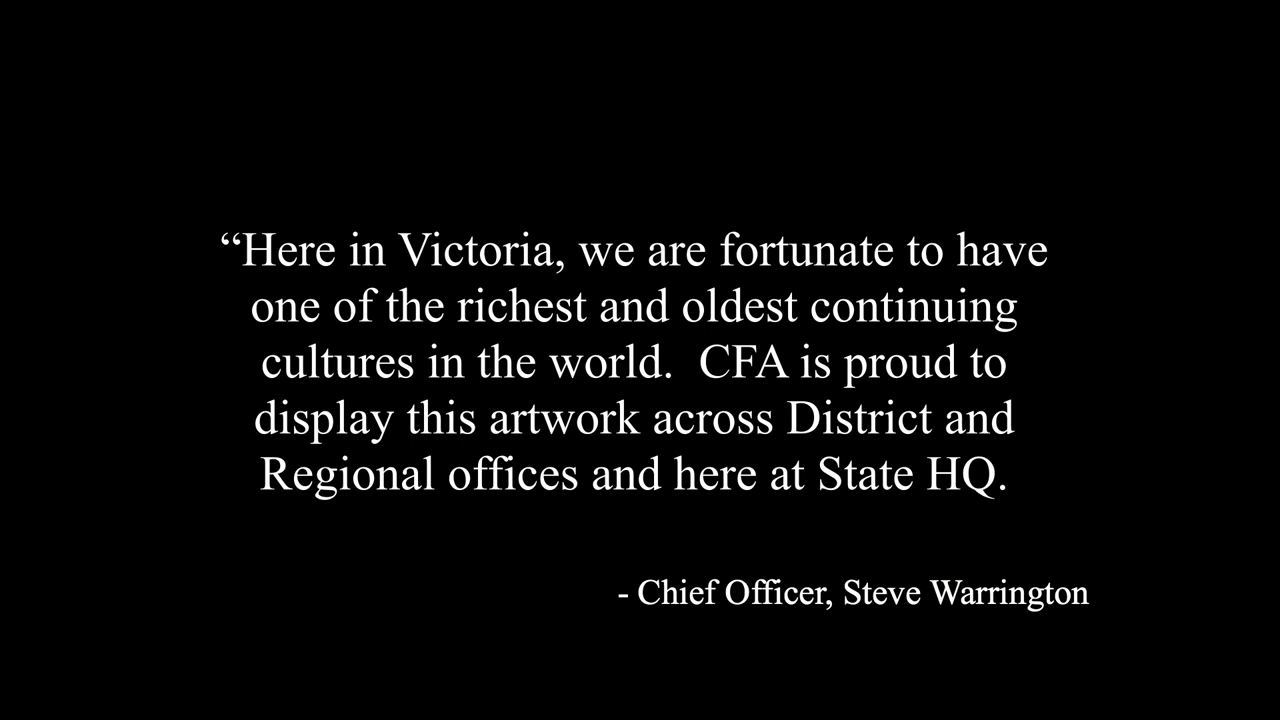 “Here in Victoria, we are fortunate to have
one of the richest and oldest continuing
cultures in the world.  CFA is proud to
display this artwork across District and
Regional offices and here at State HQ.
- Chief Officer, Steve Warrington